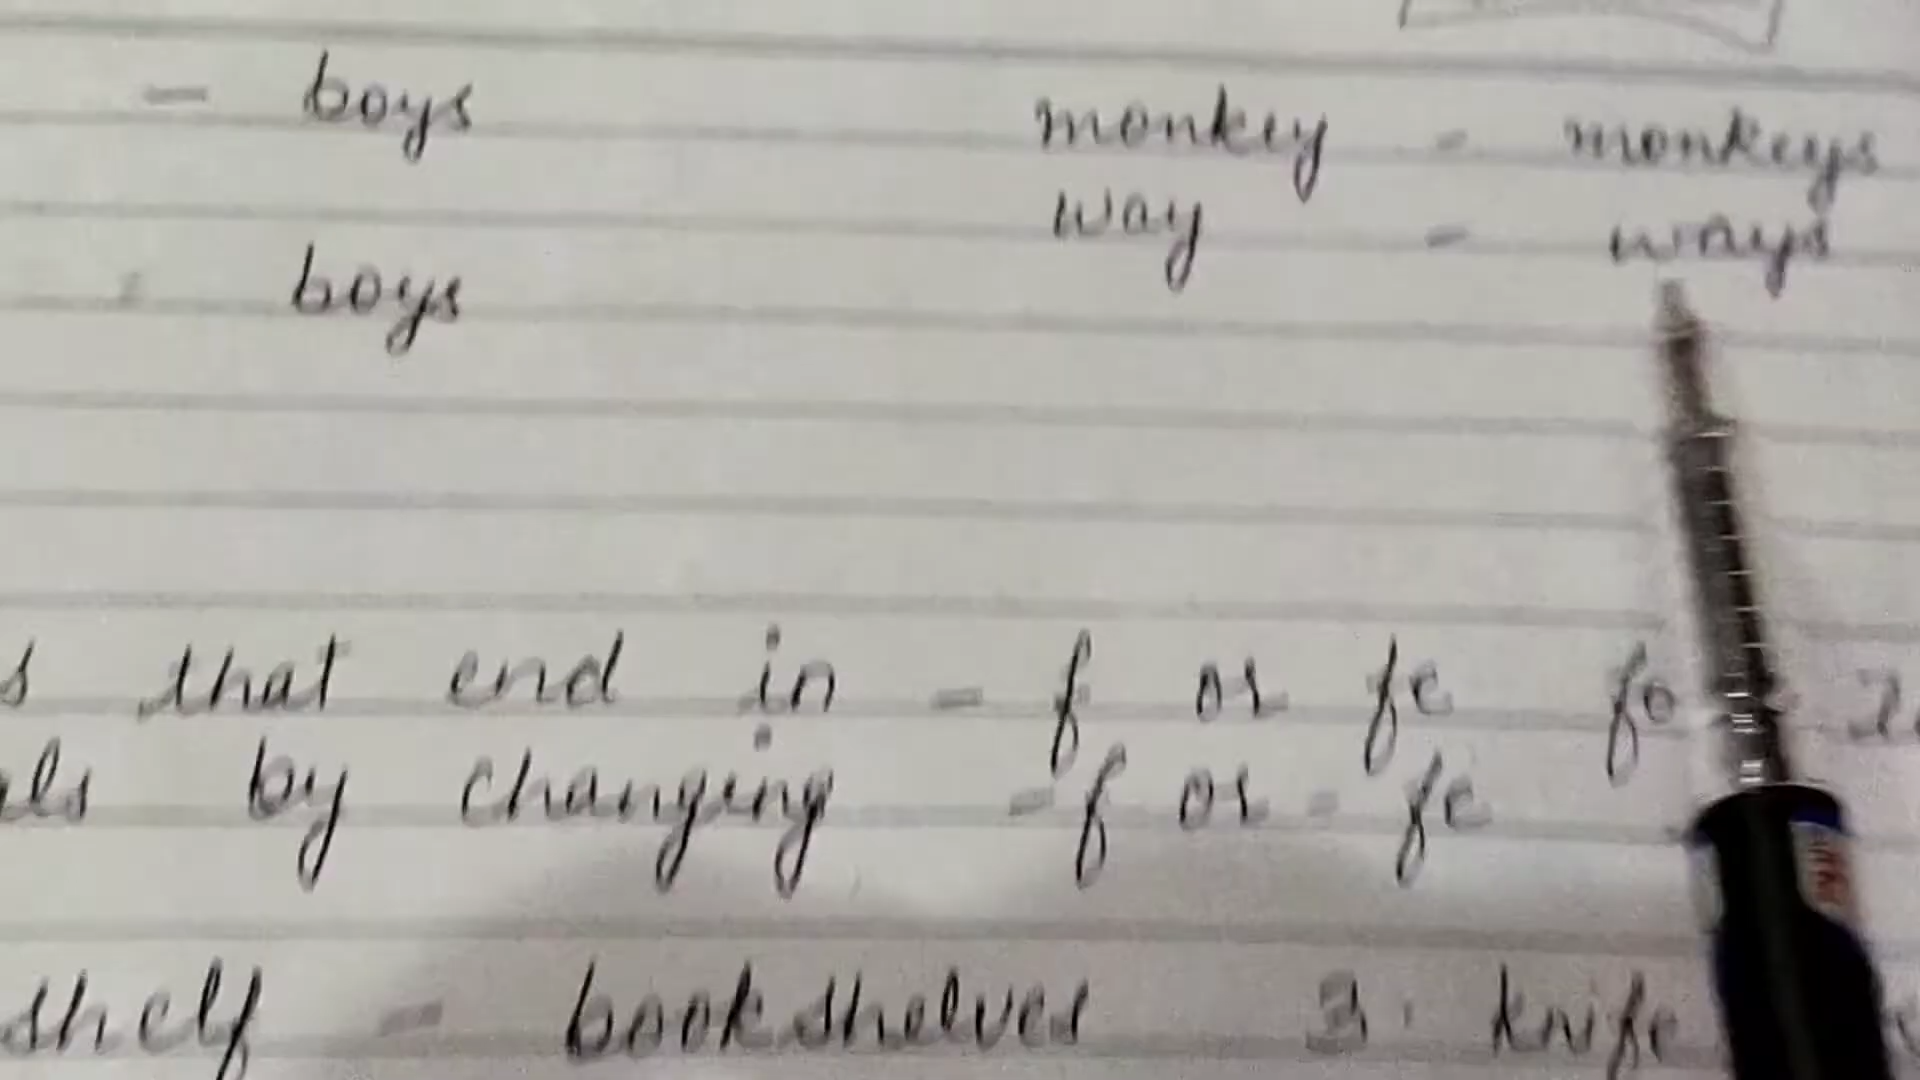 - boys monkey - monkeys
way - ways
boys
that end in - f or fe
by changing -f or - fe
shelf - bookshelves 3. knife